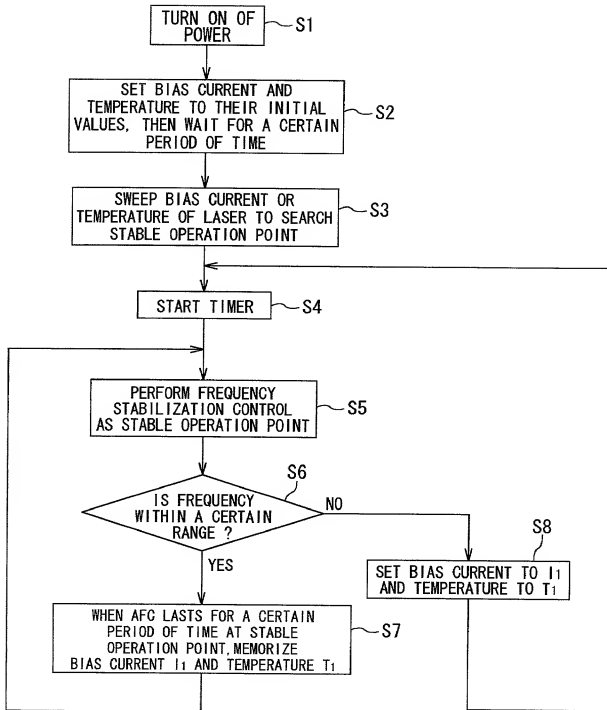 TURN ON OF
POWER
S1
SET BIAS CURRENT AND
TEMPERATURE TO THEIR INITIAL
VALUES, THEN WAIT FOR A CERTAIN
PERIOD OF TIME
S2
SWEEP BIAS CURRENT OR
TEMPERATURE OF LASER TO SEARCH
STABLE OPERATION POINT
S3
START TIMER
S4
PERFORM FREQUENCY
STABILIZATION CONTROL
AS STABLE OPERATION POINT
S5
S6
IS FREQUENCY
WITHIN A CERTAIN
RANGE ?
NO
YES
S8
SET BIAS CURRENT TO I1
AND TEMPERATURE TO T1
WHEN AFC LASTS FOR A CERTAIN
PERIOD OF TIME AT STABLE
OPERATION POINT, MEMORIZE
BIAS CURRENT I1 AND TEMPERATURE T1
S7